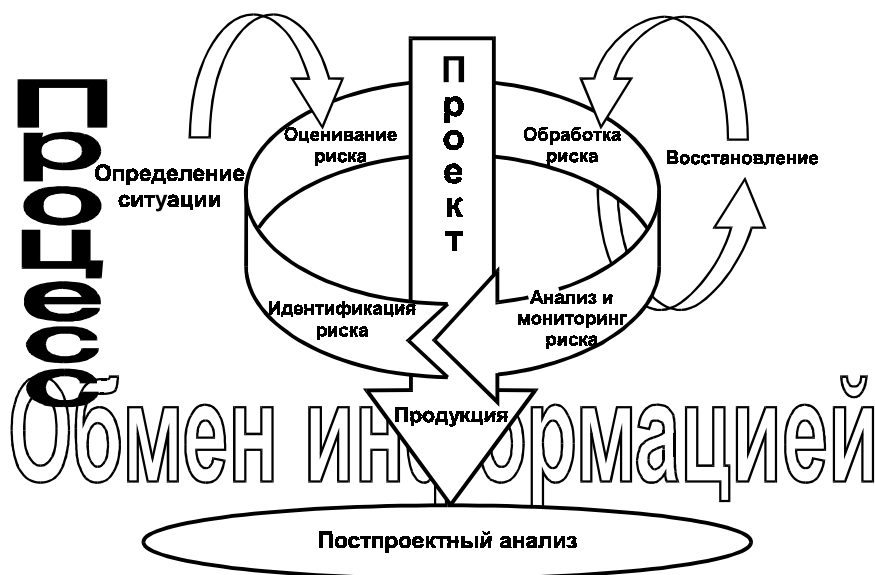 Процесс
Проект
Оценивание
риска
Обработка
риска
Определение
ситуации
Восстановление
Идентификация
риска
Анализ и
мониторинг
риска
Обмен информацией
Продукция
Постпроектный анализ